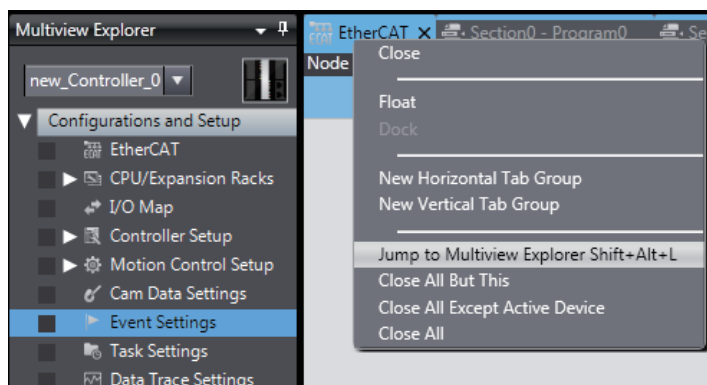 Multiview Explorer
new_Controller_0
Configurations and Setup
EtherCAT
CPU/Expansion Racks
I/O Map
Controller Setup
Motion Control Setup
Cam Data Settings
Event Settings
Task Settings
Data Trace Settings
EtherCAT Section0 - Program0 Se
Node
Close
Float
Dock
New Horizontal Tab Group
New Vertical Tab Group
Jump to Multiview Explorer Shift+Alt+L
Close All But This
Close All Except Active Device
Close All